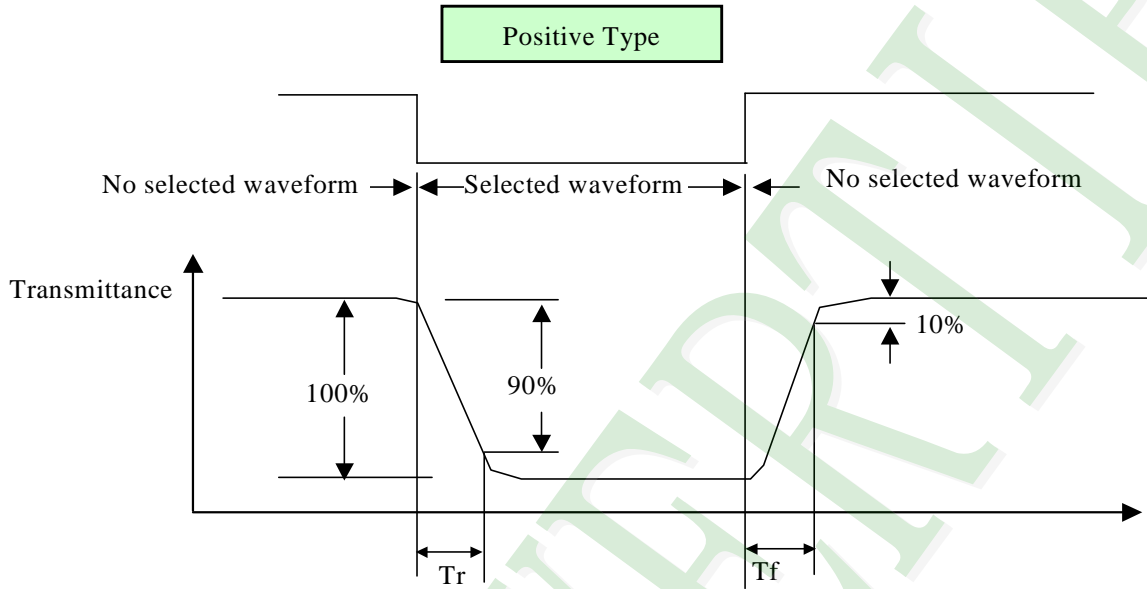 Positive Type
No selected waveform
Selected waveform
No selected waveform
Transmittance
10%
100%
90%
Tr
Tf